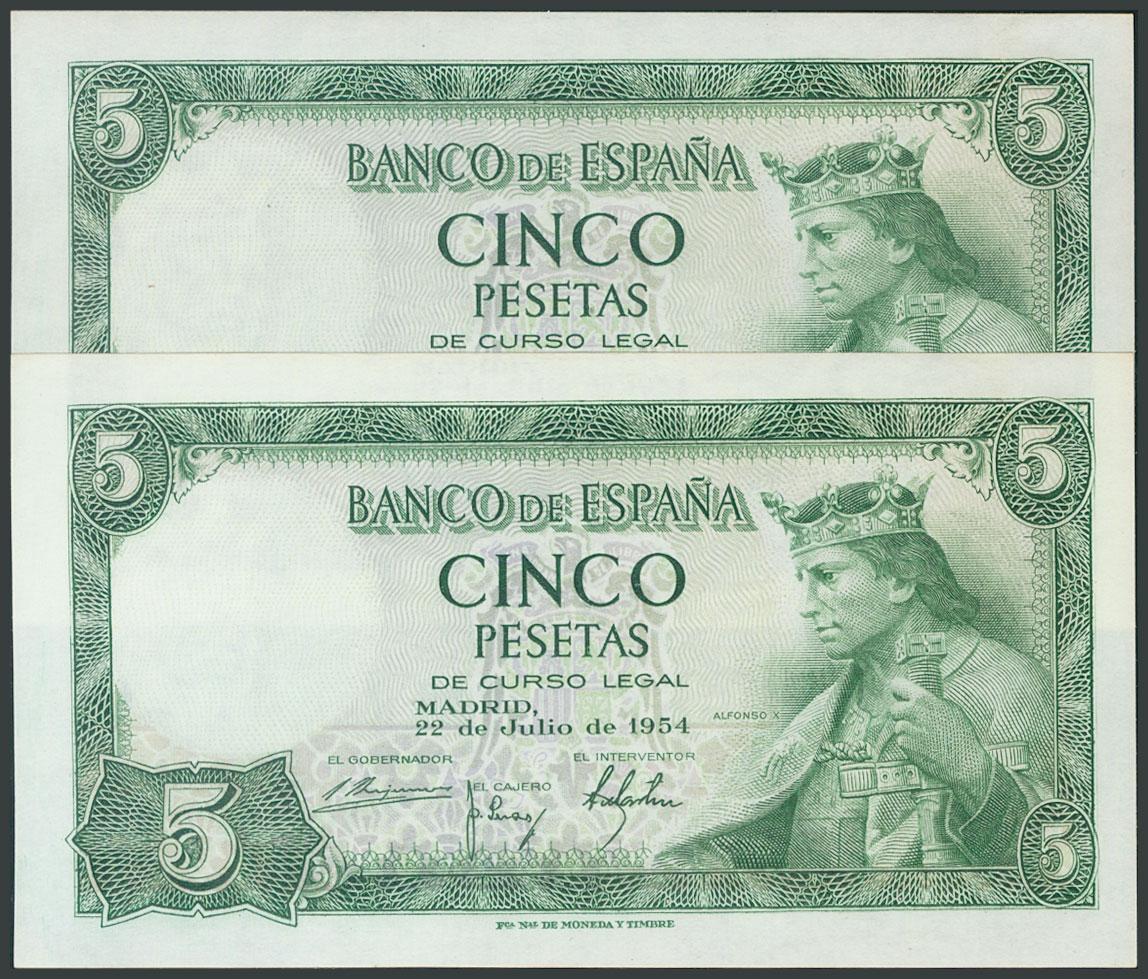 5 5
BANCO DE ESPAÑA
CINCO
PESETAS
DE CURSO LEGAL
5 5
BANCO DE ESPAÑA
CINCO
PESETAS
DE CURSO LEGAL
MADRID,
22 de Julio de 1954
ALFONSO X
EL GOBERNADOR
EL INTERVENTOR
EL CAJERO
5 5
FCA NAL DE MONEDA Y TIMBRE